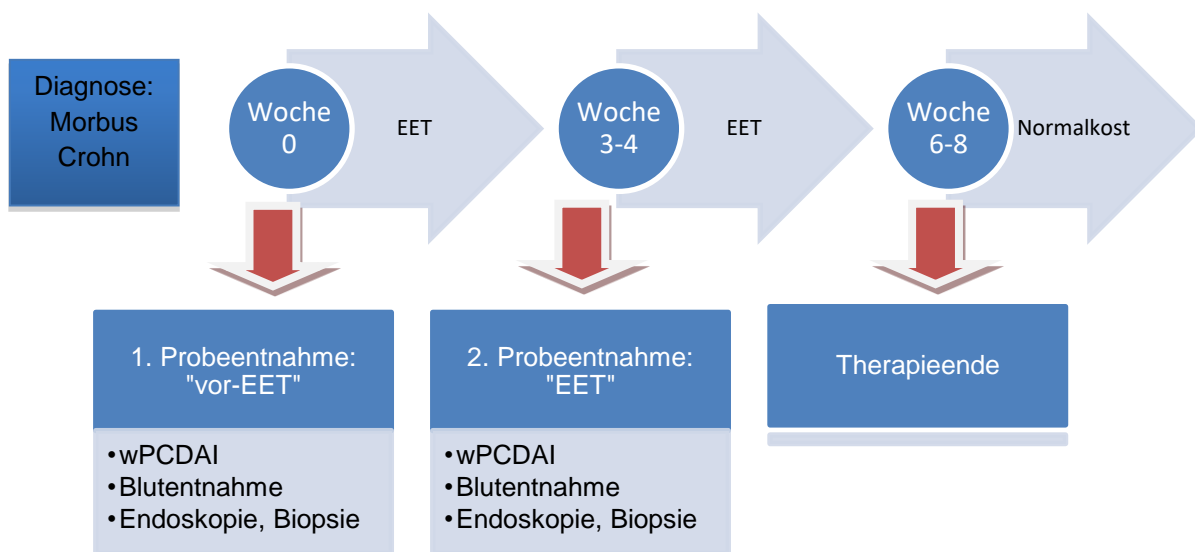 Diagnose:
Morbus
Crohn
Woche
0
EET
Woche
3-4
EET
Woche
6-8
Normalkost
1. Probeentnahme:
"vor-EET"
•wPCDAI
•Blutentnahme
•Endoskopie, Biopsie
2. Probeentnahme:
"EET"
•wPCDAI
•Blutentnahme
•Endoskopie, Biopsie
Therapieende